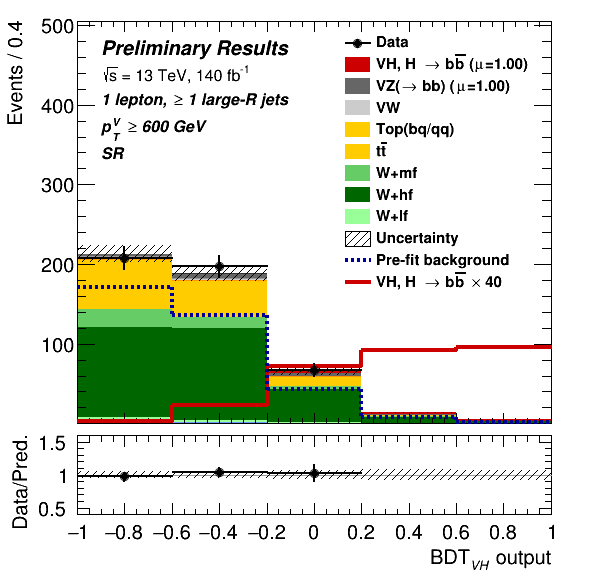 Events / 0.4
500
400
300
200
100
Preliminary Results
√s = 13 TeV, 140 fb⁻¹
1 lepton, ≥ 1 large-R jets
p_T^V ≥ 600 GeV
SR
Data
VH, H → bb̅ (μ=1.00)
VZ(→ bb) (μ=1.00)
VW
Top(bq/qq)
tt̅
W+mf
W+hf
W+lf
Uncertainty
Pre-fit background
VH, H → bb̅ × 40
Data/Pred.
1.5
1
0.5
−1 −0.8 −0.6 −0.4 −0.2 0 0.2 0.4 0.6 0.8 1
BDT_VH output